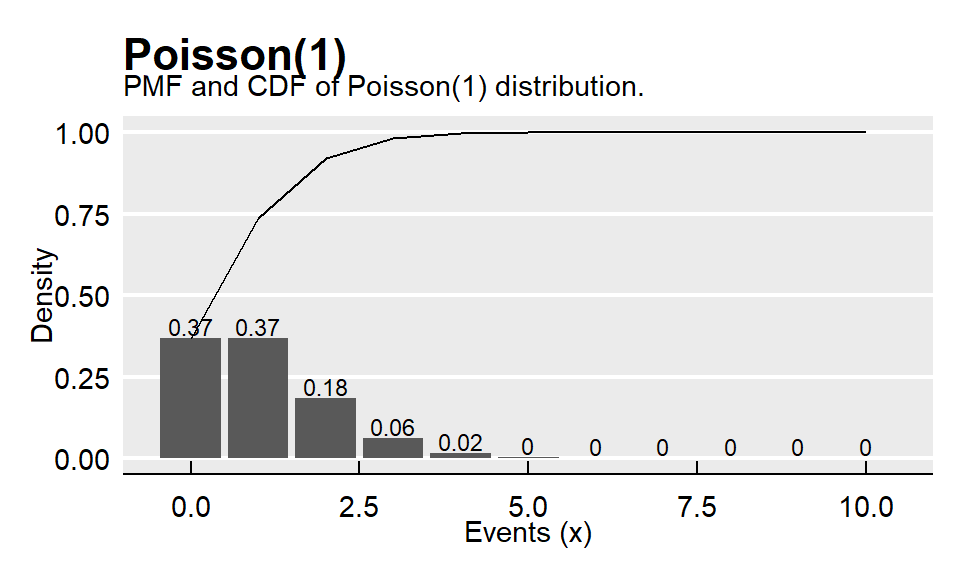 Poisson(1)
PMF and CDF of Poisson(1) distribution.
1.00
0.75
0.50
0.25
0.00
Density
0.37 0.37 0.18 0.06 0.02 0 0 0 0 0 0
0.0 2.5 5.0 7.5 10.0
Events (x)